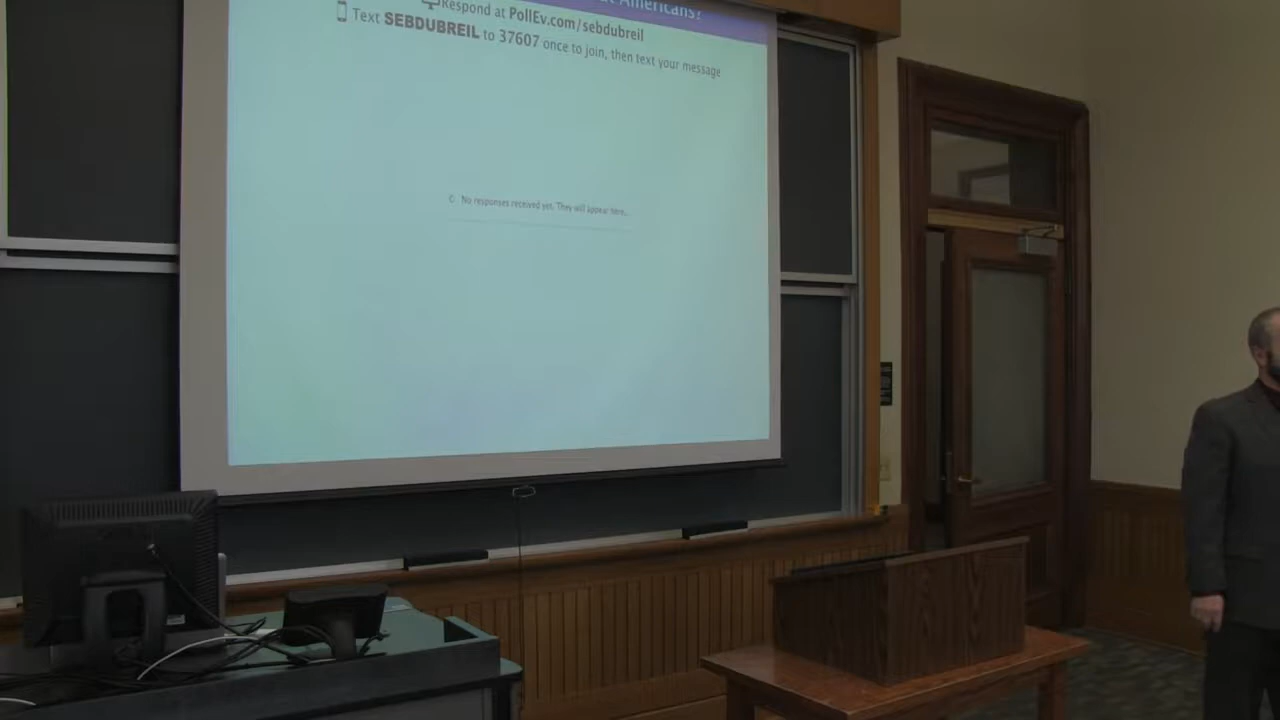 Americans?
Respond at PollEv.com/sebdubreil
Text SEBDUBREIL to 37607 once to join, then text your message
No responses received yet. They will appear here...